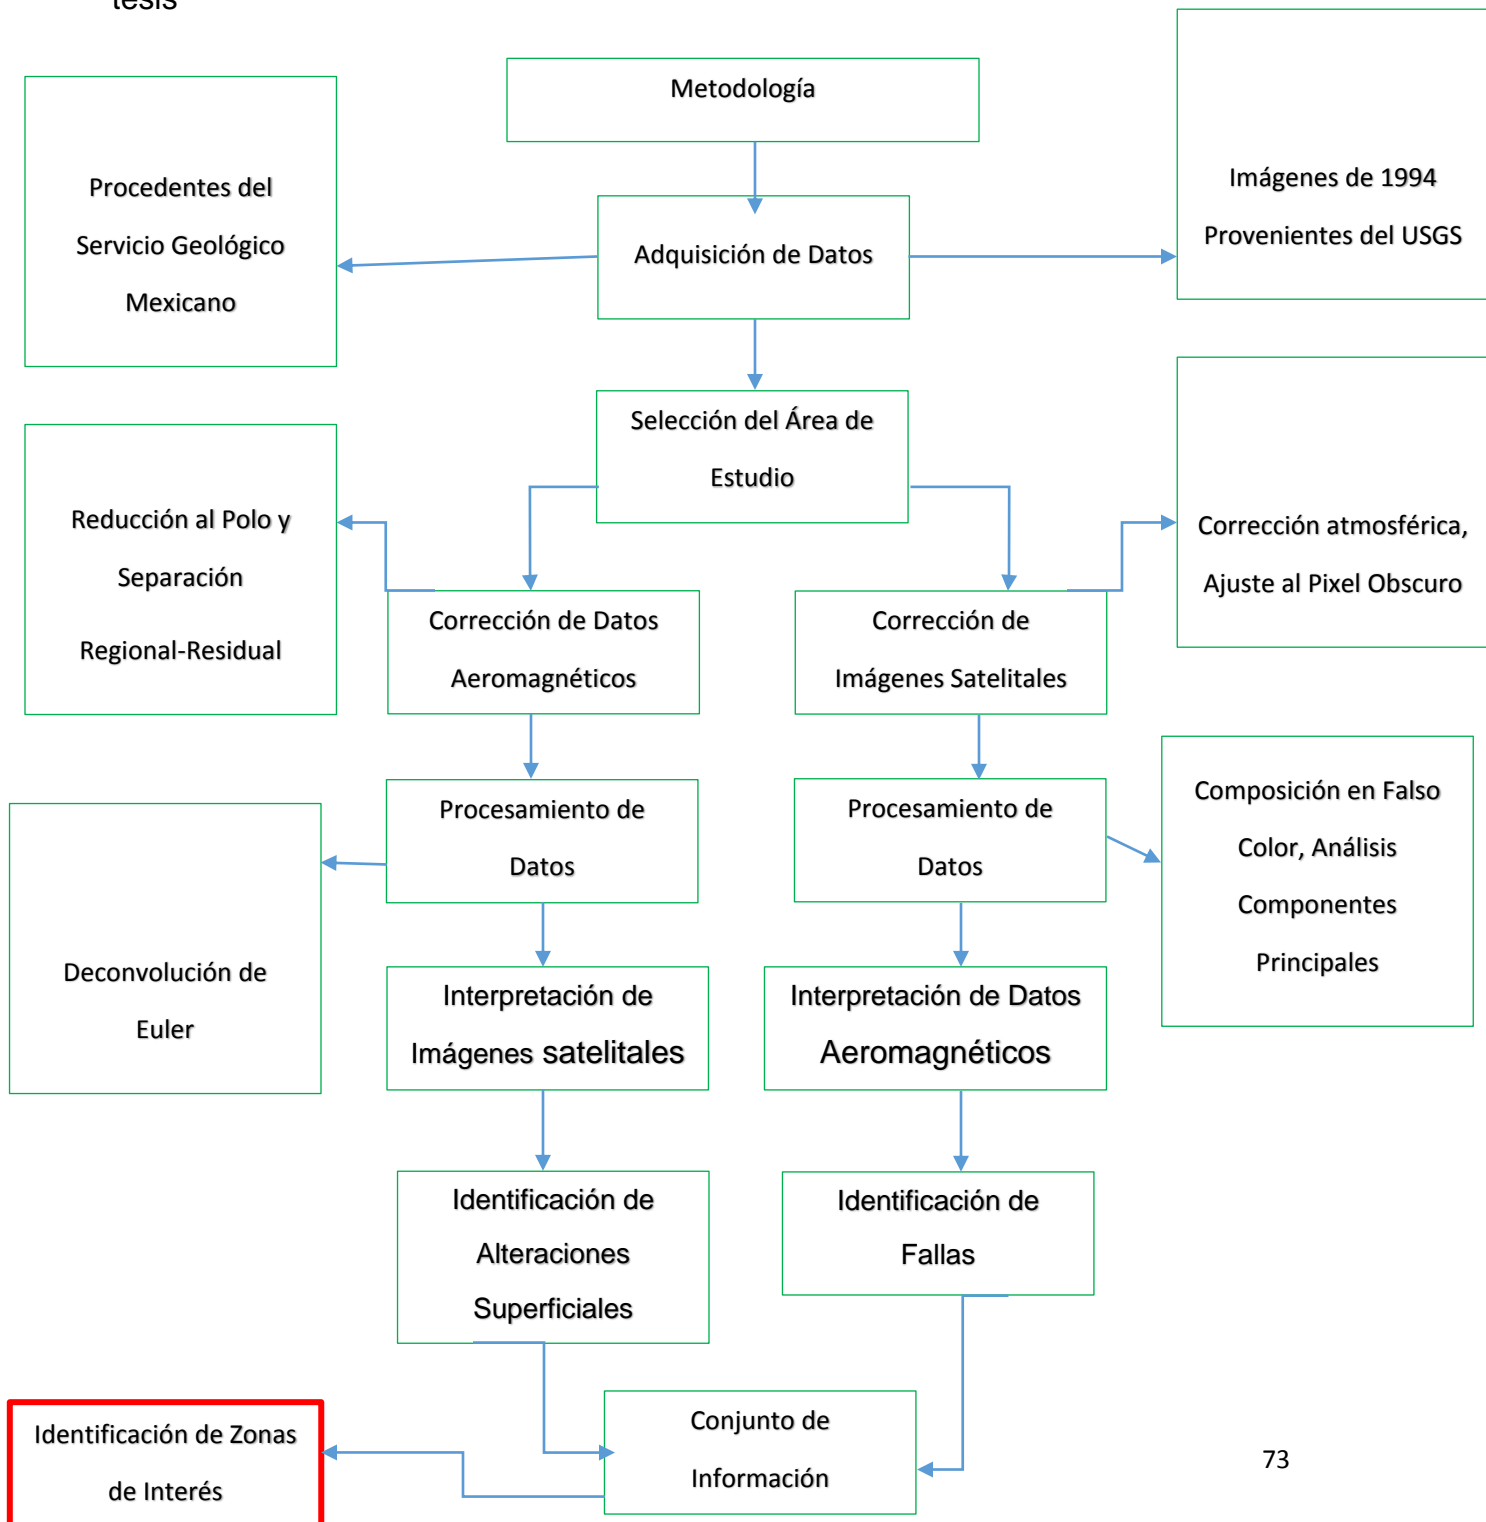 tesis
Metodología
Procedentes del
Servicio Geológico
Mexicano
Adquisición de Datos
Imágenes de 1994
Provenientes del USGS
Selección del Área de
Estudio
Reducción al Polo y
Separación
Regional-Residual
Corrección de Datos
Aeromagnéticos
Corrección de
Imágenes Satelitales
Corrección atmosférica,
Ajuste al Pixel Obscuro
Deconvolución de
Euler
Procesamiento de
Datos
Procesamiento de
Datos
Composición en Falso
Color, Análisis
Componentes
Principales
Interpretación de
Imágenes satelitales
Interpretación de Datos
Aeromagnéticos
Identificación de
Alteraciones
Superficiales
Identificación de
Fallas
Identificación de Zonas
de Interés
Conjunto de
Información
73